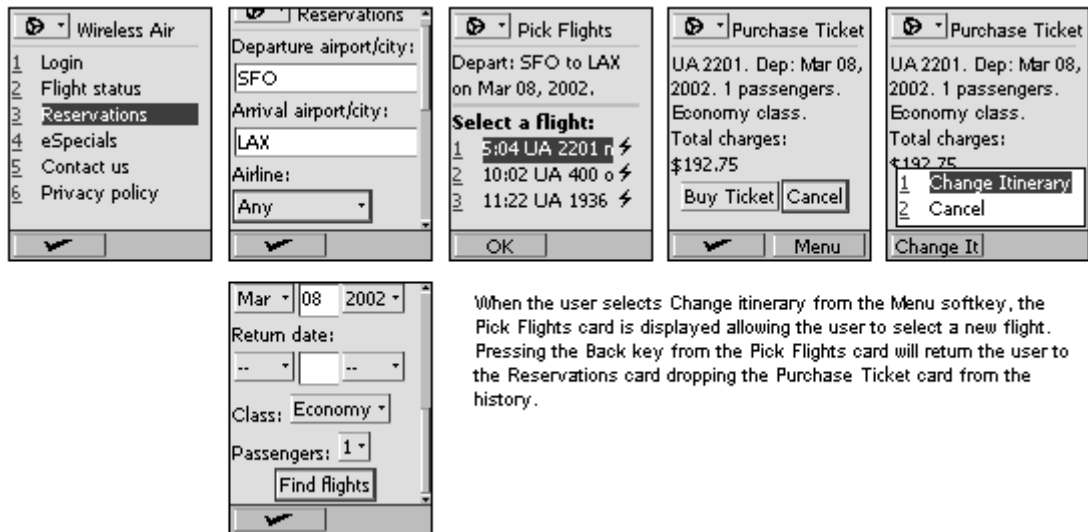 Wireless Air
1 Login
2 Flight status
3 Reservations
4 eSpecials
5 Contact us
6 Privacy policy
Reservations
Departure airport/city:
SFO
Arrival airport/city:
LAX
Airline:
Any
Pick Flights
Depart: SFO to LAX
on Mar 08, 2002.
Select a flight:
1 5:04 UA 2201 n
2 10:02 UA 400 o
3 11:22 UA 1936
OK
Purchase Ticket
UA 2201. Dep: Mar 08,
2002. 1 passengers.
Economy class.
Total charges:
$192.75
Buy Ticket Cancel
Menu
Purchase Ticket
UA 2201. Dep: Mar 08,
2002. 1 passengers.
Economy class.
Total charges:
$192.75
1 Change Itinerary
2 Cancel
Change It
Mar 08 2002
Return date:
-- --
Class: Economy
Passengers: 1
Find flights
When the user selects Change itinerary from the Menu softkey, the
Pick Flights card is displayed allowing the user to select a new flight.
Pressing the Back key from the Pick Flights card will return the user to
the Reservations card dropping the Purchase Ticket card from the
history.